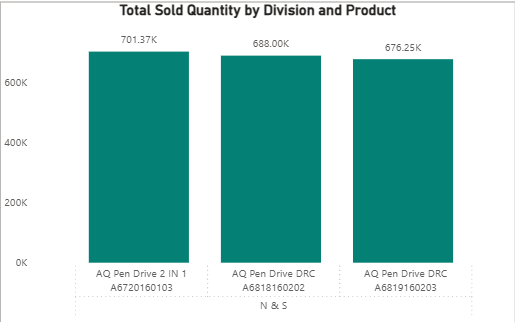 Total Sold Quantity by Division and Product
701.37K
688.00K
676.25K
600K
400K
200K
0K
AQ Pen Drive 2 IN 1 AQ Pen Drive DRC AQ Pen Drive DRC
A6720160103 A6818160202 A6819160203
N & S